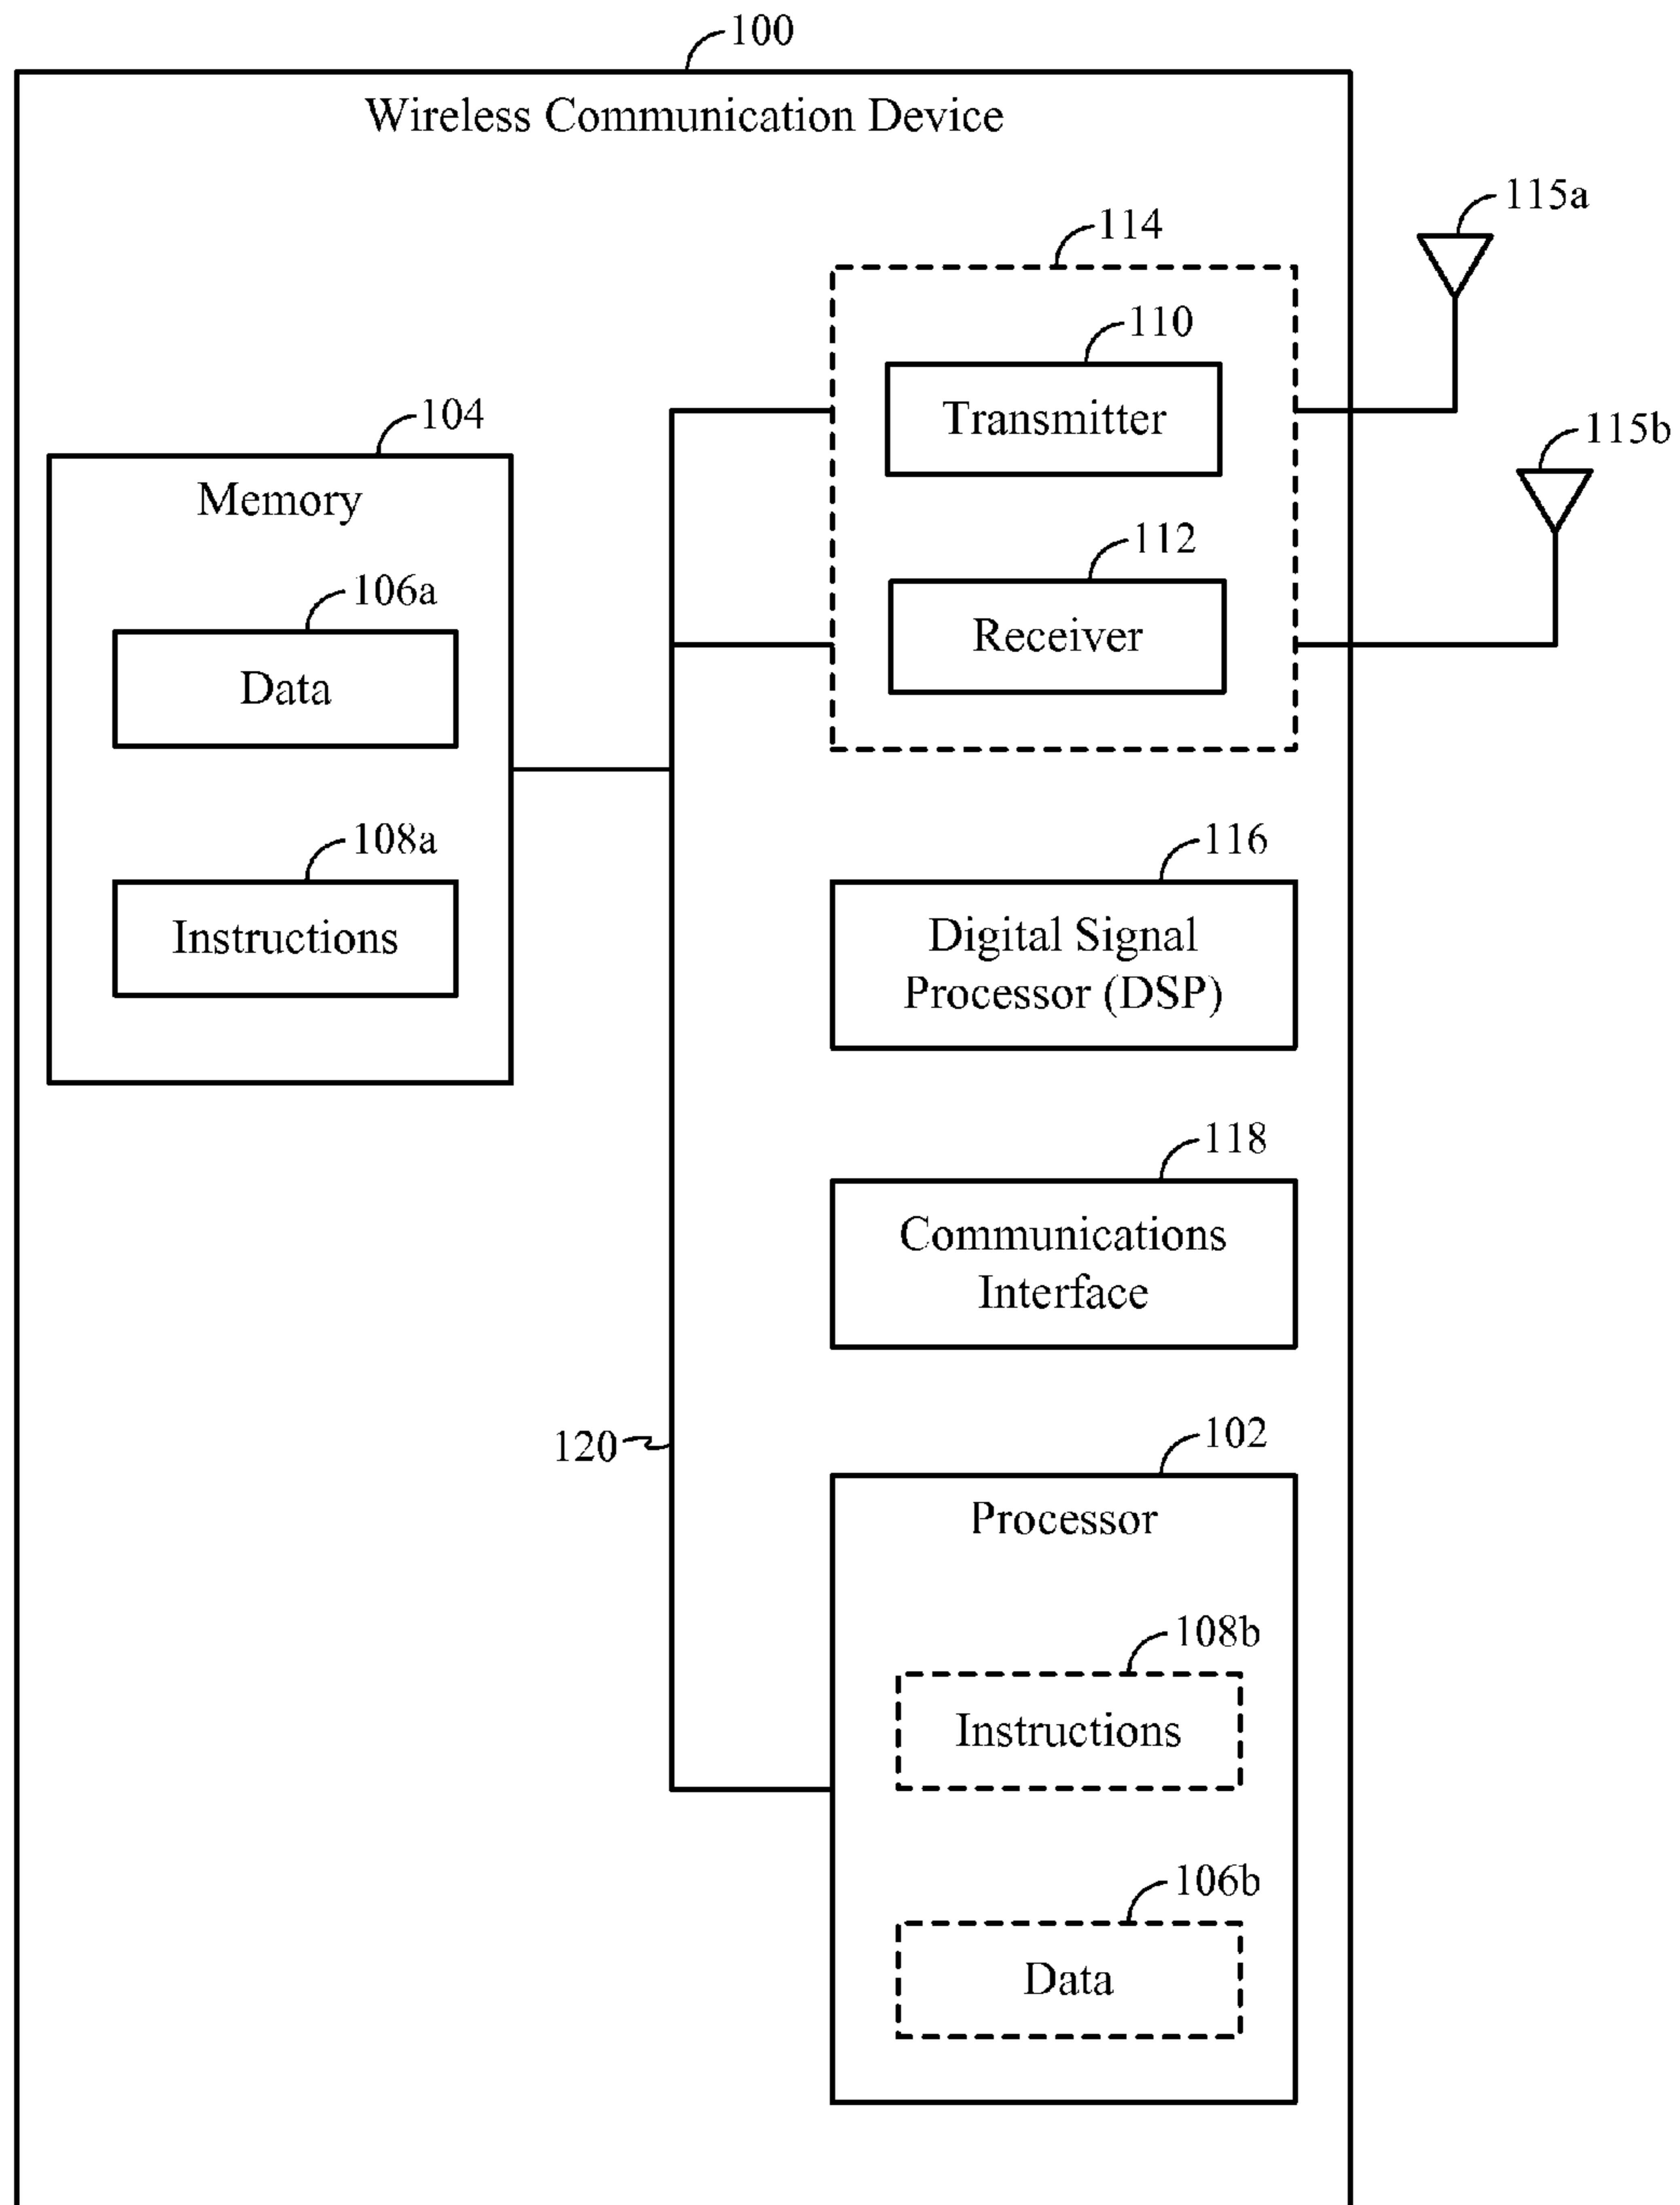 100
Wireless Communication Device
115a
114
110
Transmitter
104
115b
Memory
112
Receiver
106a
Data
108a
Instructions
116
Digital Signal
Processor (DSP)
118
Communications
Interface
120
102
Processor
108b
Instructions
106b
Data